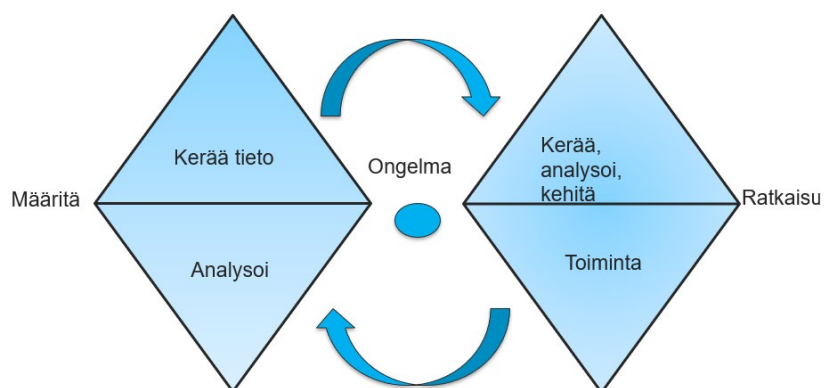 Määritä
Kerää tieto
Analysoi
Ongelma
Kerää,
analysoi,
kehitä
Toiminta
Ratkaisu